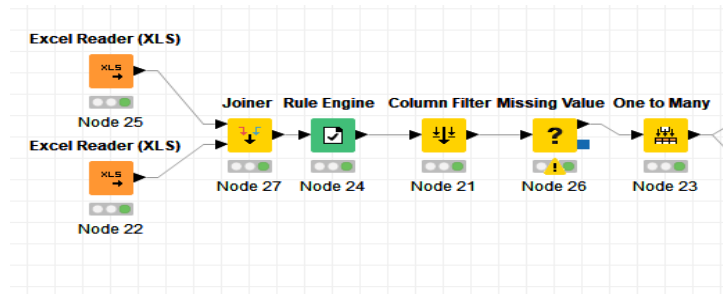 Excel Reader (XLS)
XLS
Node 25
Excel Reader (XLS)
XLS
Node 22
Joiner Rule Engine Column Filter Missing Value One to Many
?
!
Node 27 Node 24 Node 21 Node 26 Node 23